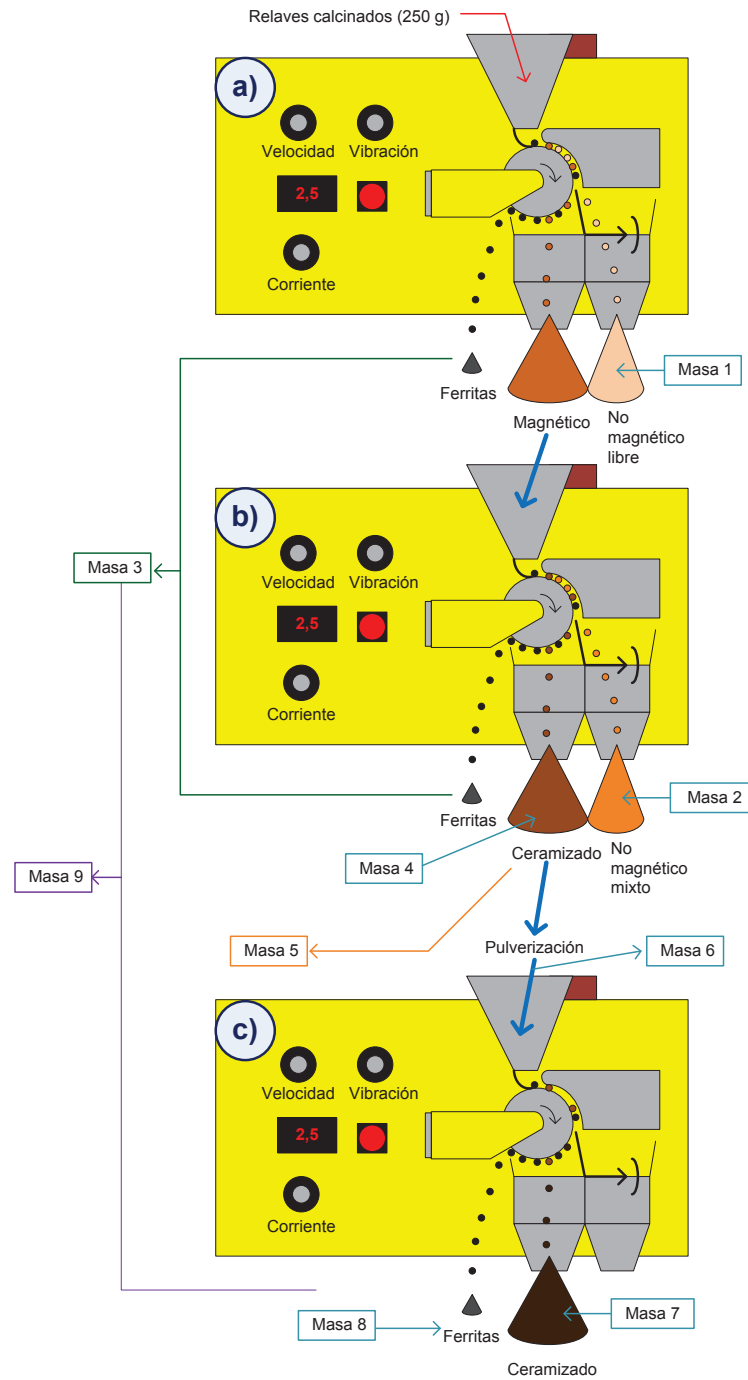 Relaves calcinados (250 g)
a)
Velocidad
Vibración
2,5
Corriente
Masa 1
Ferritas
Magnético
No
magnético
libre
b)
Masa 3
Velocidad
Vibración
2,5
Corriente
Masa 2
Ferritas
Masa 4
Ceramizado
No
magnético
mixto
Masa 9
Masa 5
Pulverización
Masa 6
c)
Velocidad
Vibración
2,5
Corriente
Masa 8
Ferritas
Masa 7
Ceramizado